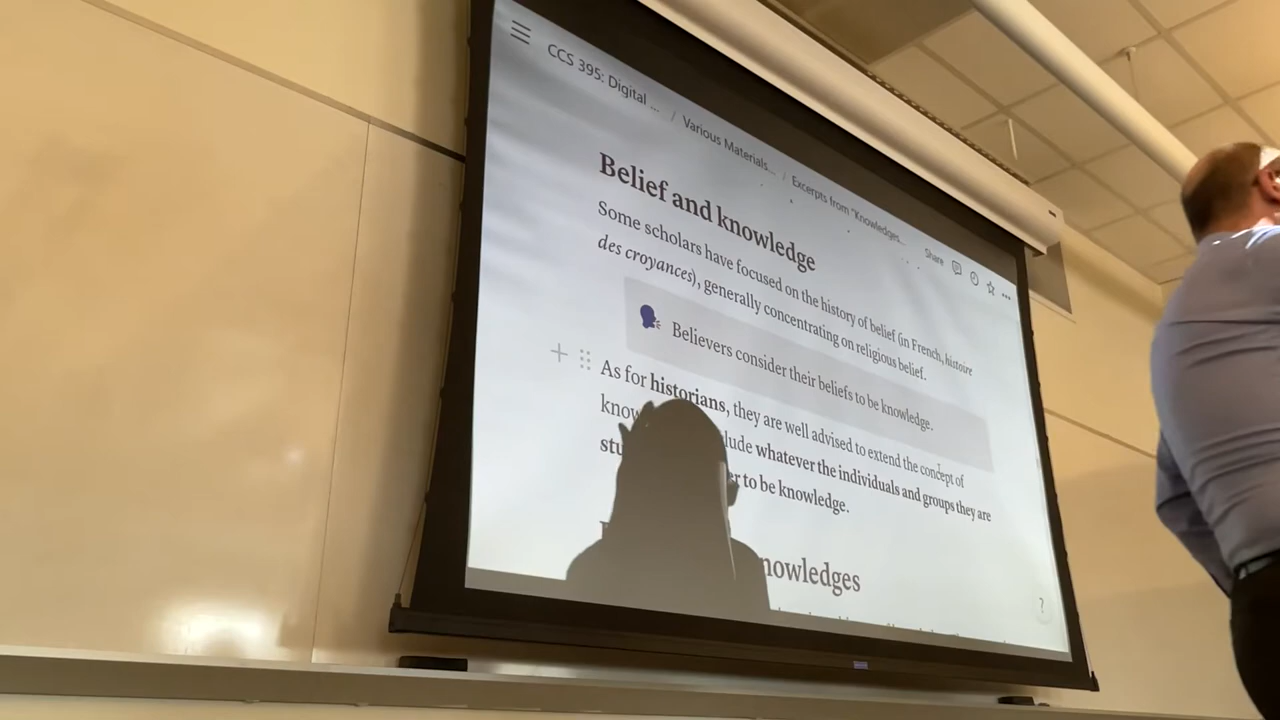 CCS 395: Digital ... / Various Materials... / Excerpts from "Knowledges...
Share
Belief and knowledge
Some scholars have focused on the history of belief (in French, histoire
des croyances), generally concentrating on religious belief.
Believers consider their beliefs to be knowledge.
As for historians, they are well advised to extend the concept of
whatever the individuals and groups they are
to be knowledge.
nowledges
?